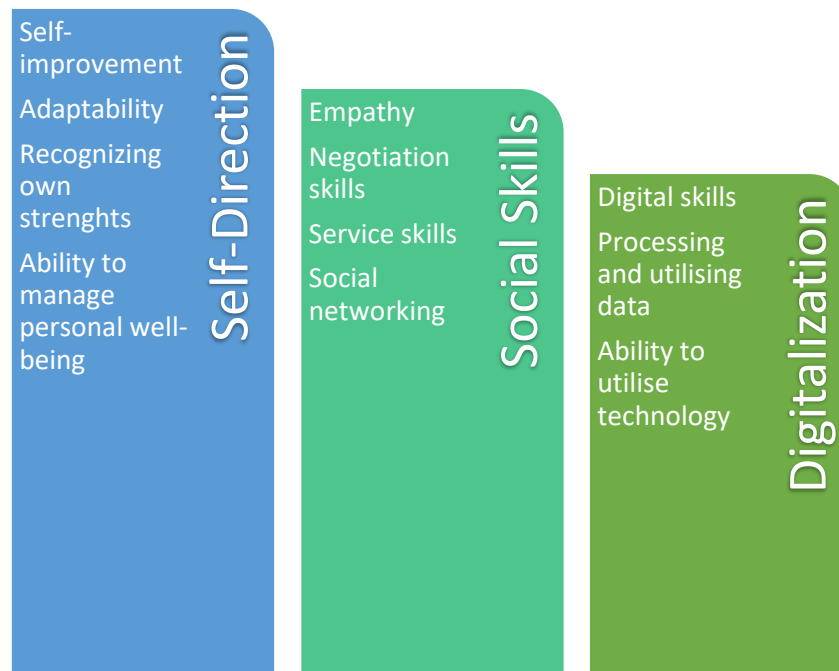 Self-
improvement
Adaptability
Recognizing
own
strenghts
Ability to
manage
personal well-
being
Self-Direction
Empathy
Negotiation
skills
Service skills
Social
networking
Social Skills
Digital skills
Processing
and utilising
data
Ability to
utilise
technology
Digitalization